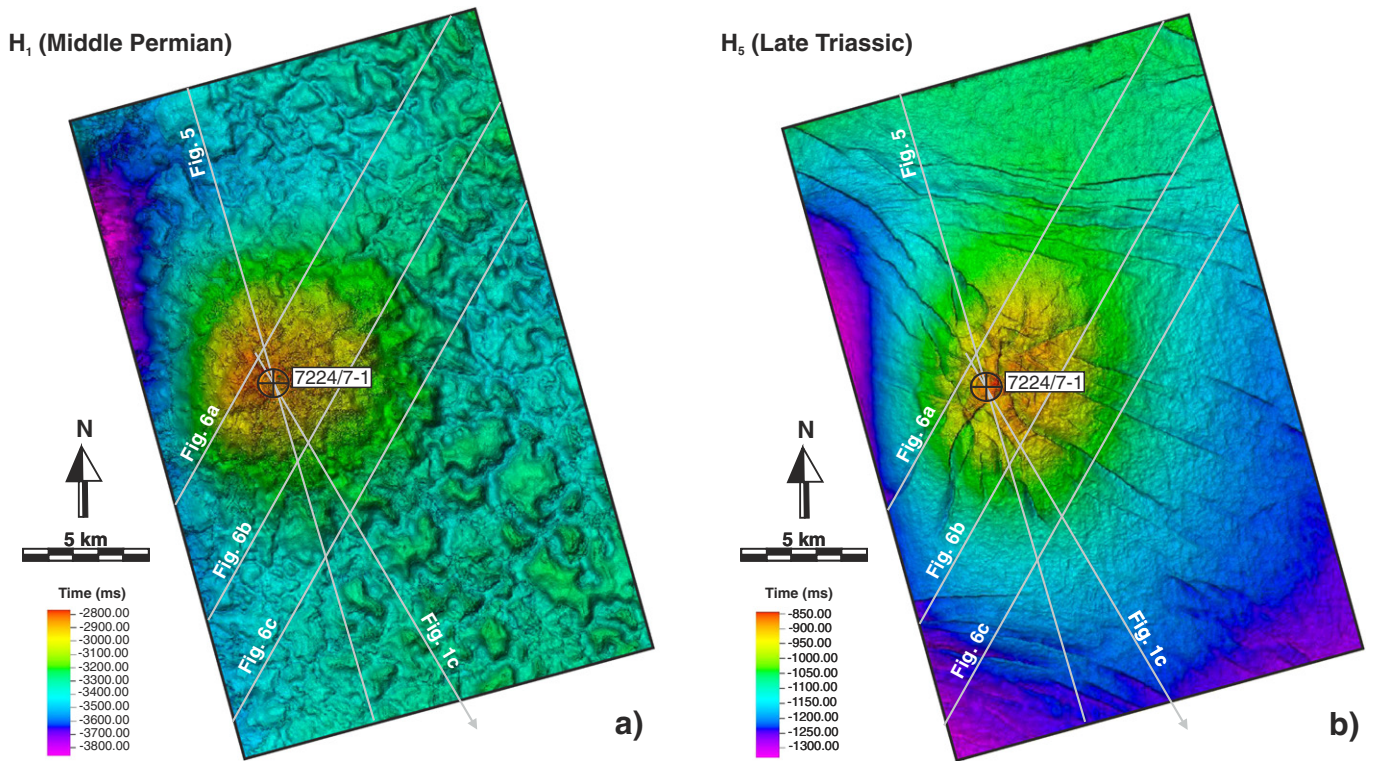 H1 (Middle Permian)
Fig. 5
7224/7-1
Fig. 6a
N
Fig. 6b
5 km
Fig. 6c
Fig. 1c
Time (ms)
-2800.00
-2900.00
-3000.00
-3100.00
-3200.00
-3300.00
-3400.00
-3500.00
-3600.00
-3700.00
-3800.00
a)
H5 (Late Triassic)
Fig. 5
7224/7-1
Fig. 6a
N
Fig. 6b
5 km
Fig. 6c
Fig. 1c
Time (ms)
-850.00
-900.00
-950.00
-1000.00
-1050.00
-1100.00
-1150.00
-1200.00
-1250.00
-1300.00
b)